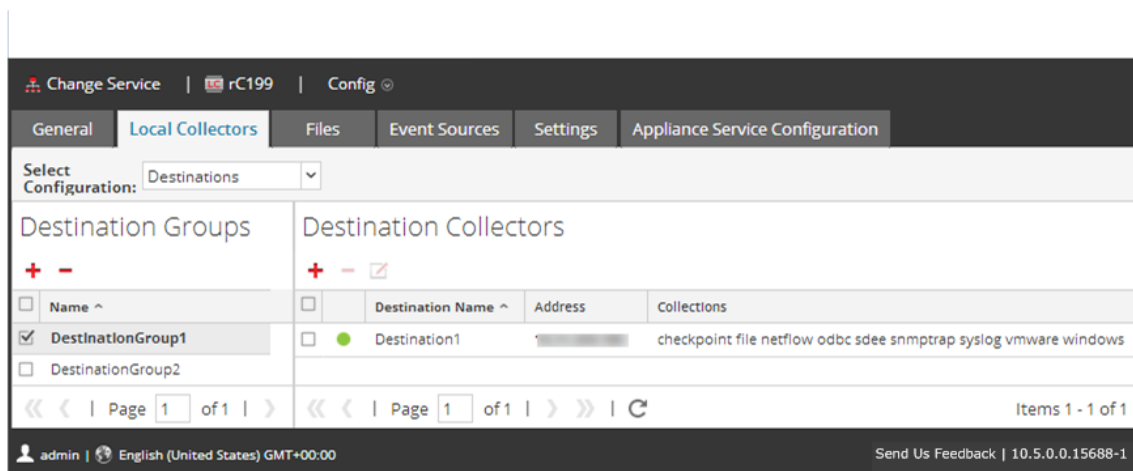 Change Service | LC rC199 | Config
General Local Collectors Files Event Sources Settings Appliance Service Configuration
Select Configuration: Destinations
Destination Groups
Destination Collectors
Name
DestinationGroup1
DestinationGroup2
Destination Name Address Collections
Destination1 checkpoint file netflow odbc sdee snmptrap syslog vmware windows
Page 1 of 1
Page 1 of 1
Items 1 - 1 of 1
admin | English (United States) GMT+00:00
Send Us Feedback | 10.5.0.0.15688-1